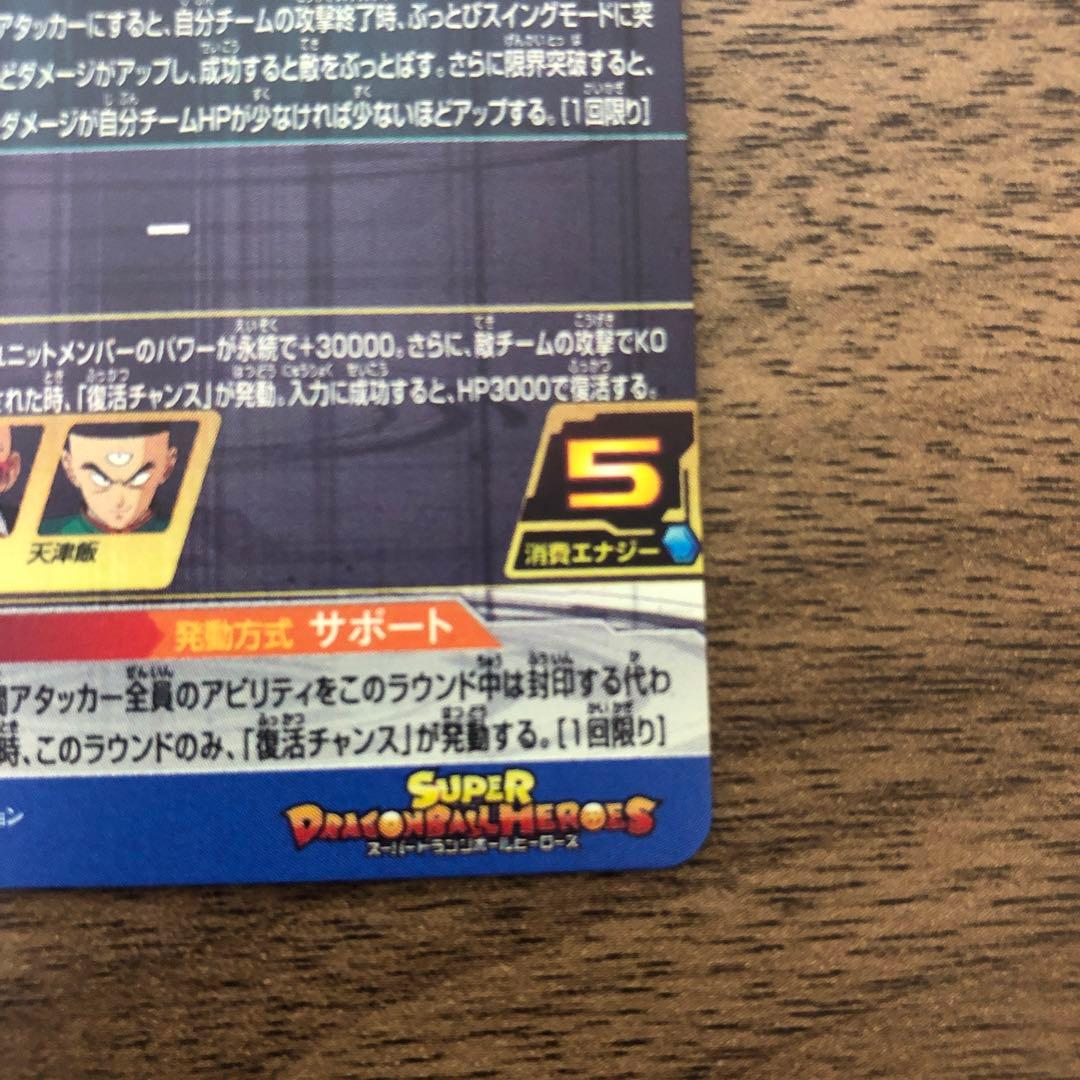 アタッカーにすると、自分チームの攻撃終了時、ぶっとびスイングモードに突
どダメージがアップし、成功すると敵をぶっとばす。さらに限界突破すると、
ダメージが自分チームHPが少なければ少ないほどアップする。[1回限り]
ー
ユニットメンバーのパワーが永続で+30000。さらに、敵チームの攻撃でKO
された時、「復活チャンス」が発動。入力に成功すると、HP3000で復活する。
天津飯
5
消費エナジー
発動方式 サポート
アタッカー全員のアビリティをこのラウンド中は封印する代わ
時、このラウンドのみ、「復活チャンス」が発動する。[1回限り]
ョン
SUPER
DRAGONBALL HEROES
スーパードラゴンボールヒーローズ